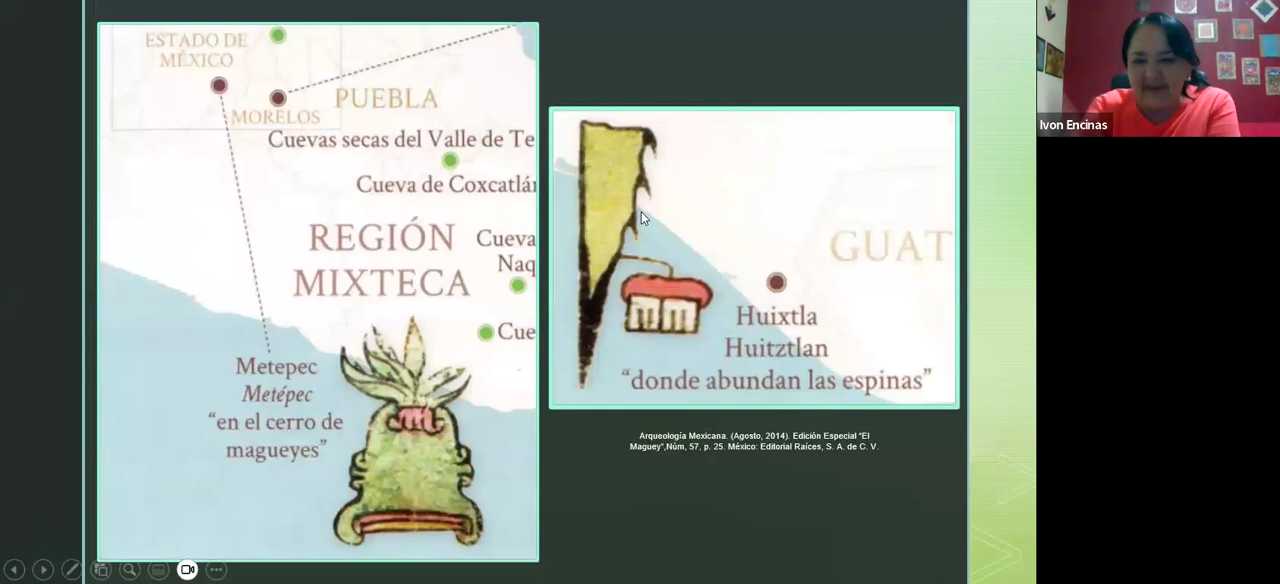 ESTADO DE
MÉXICO
MORELOS
PUEBLA
Cuevas secas del Valle de Te
Cueva de Coxcatlá
REGIÓN
MIXTECA
Cueva
Naq
Cue
Metepec
Metépec
“en el cerro de
magueyes”
GUAT
Huixtla
Huitztlan
“donde abundan las espinas”
Arqueología Mexicana. (Agosto, 2014). Edición Especial “El
Maguey”,Núm, 57, p. 25. México: Editorial Raíces, S. A. de C. V.
Ivon Encinas